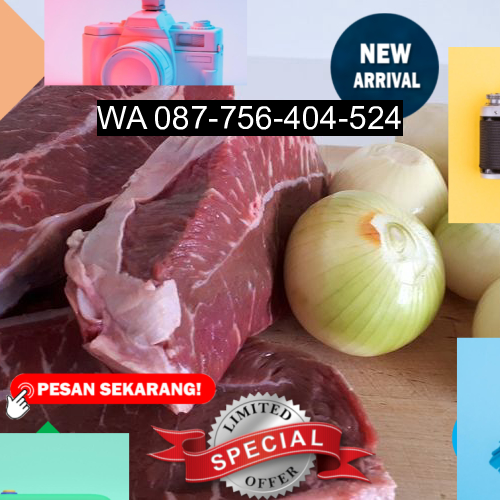 NEW
ARRIVAL
WA 087-756-404-524
PESAN SEKARANG!
LIMITED
SPECIAL
OFFER